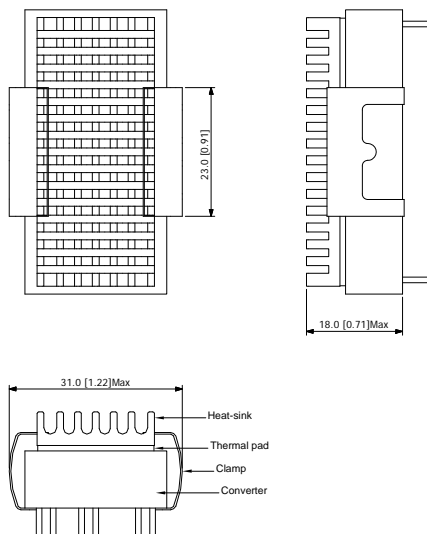 23.0 [0.91]
18.0 [0.71]Max
31.0 [1.22]Max
Heat-sink
Thermal pad
Clamp
Converter